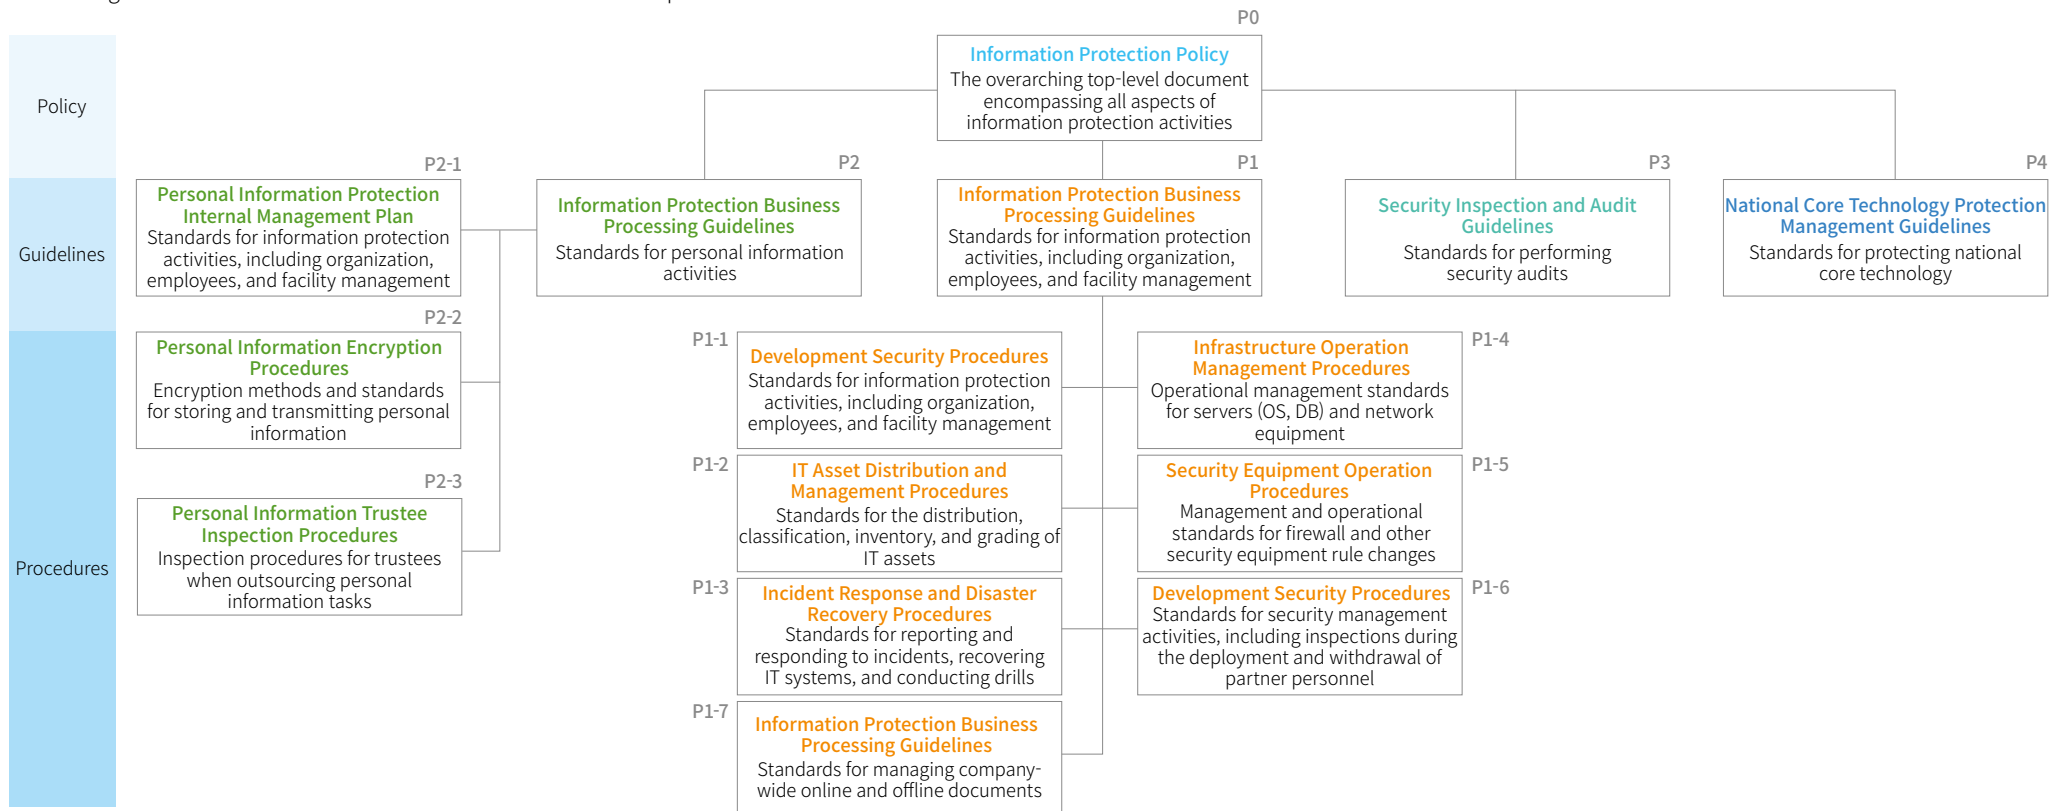 P0
Information Protection Policy
The overarching top-level document
encompassing all aspects of
information protection activities
Policy
P2-1
Personal Information Protection
Internal Management Plan
Standards for information protection
activities, including organization,
employees, and facility management
P2
Information Protection Business
Processing Guidelines
Standards for personal information
activities
P1
Information Protection Business
Processing Guidelines
Standards for information protection
activities, including organization,
employees, and facility management
P3
Security Inspection and Audit
Guidelines
Standards for performing
security audits
P4
National Core Technology Protection
Management Guidelines
Standards for protecting national
core technology
Guidelines
P2-2
Personal Information Encryption
Procedures
Encryption methods and standards
for storing and transmitting personal
information
P2-3
Personal Information Trustee
Inspection Procedures
Inspection procedures for trustees
when outsourcing personal
information tasks
Procedures
P1-1
Development Security Procedures
Standards for information protection
activities, including organization,
employees, and facility management
P1-4
Infrastructure Operation
Management Procedures
Operational management standards
for servers (OS, DB) and network
equipment
P1-2
IT Asset Distribution and
Management Procedures
Standards for the distribution,
classification, inventory, and grading of
IT assets
P1-5
Security Equipment Operation
Procedures
Management and operational
standards for firewall and other
security equipment rule changes
P1-3
Incident Response and Disaster
Recovery Procedures
Standards for reporting and
responding to incidents, recovering
IT systems, and conducting drills
P1-6
Development Security Procedures
Standards for security management
activities, including inspections during
the deployment and withdrawal of
partner personnel
P1-7
Information Protection Business
Processing Guidelines
Standards for managing company-
wide online and offline documents